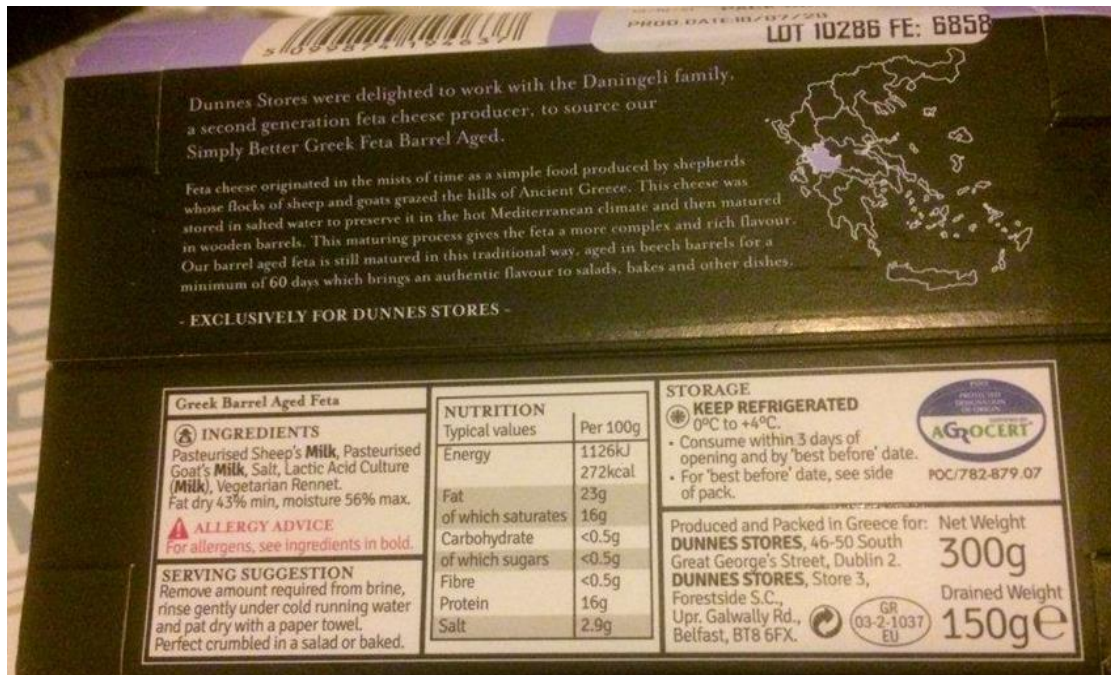 LOT 10286 FE: 6858
Dunnes Stores were delighted to work with the Daningeli family,
a second generation feta cheese producer, to source our
Simply Better Greek Feta Barrel Aged.
Feta cheese originated in the mists of time as a simple food produced by shepherds
whose flocks of sheep and goats grazed the hills of Ancient Greece. This cheese was
stored in salted water to preserve it in the hot Mediterranean climate and then matured
in wooden barrels. This maturing process gives the feta a more complex and rich flavour.
Our barrel aged feta is still matured in this traditional way, aged in beech barrels for a
minimum of 60 days which brings an authentic flavour to salads, bakes and other dishes.
- EXCLUSIVELY FOR DUNNES STORES -
Greek Barrel Aged Feta
INGREDIENTS
Pasteurised Sheep's Milk, Pasteurised
Goat's Milk, Salt, Lactic Acid Culture
(Milk), Vegetarian Rennet.
Fat dry 43% min, moisture 56% max.
ALLERGY ADVICE
For allergens, see ingredients in bold.
SERVING SUGGESTION
Remove amount required from brine,
rinse gently under cold running water
and pat dry with a paper towel.
Perfect crumbled in a salad or baked.
NUTRITION
Typical values Per 100g
Energy 1126kJ
272kcal
Fat 23g
of which saturates 16g
Carbohydrate <0.5g
of which sugars <0.5g
Fibre <0.5g
Protein 16g
Salt 2.9g
STORAGE
KEEP REFRIGERATED
0°C to +4°C.
• Consume within 3 days of
opening and by 'best before' date.
• For 'best before' date, see side
of pack.
PROTECTED
DESIGNATION
OF ORIGIN
AGROCERT
POC/782-879.07
Produced and Packed in Greece for:
DUNNES STORES, 46-50 South
Great George's Street, Dublin 2.
DUNNES STORES, Store 3,
Forestside S.C.,
Upr. Galwally Rd.,
Belfast, BT8 6FX.
GR
03-2-1037
EU
Net Weight
300g
Drained Weight
150g e